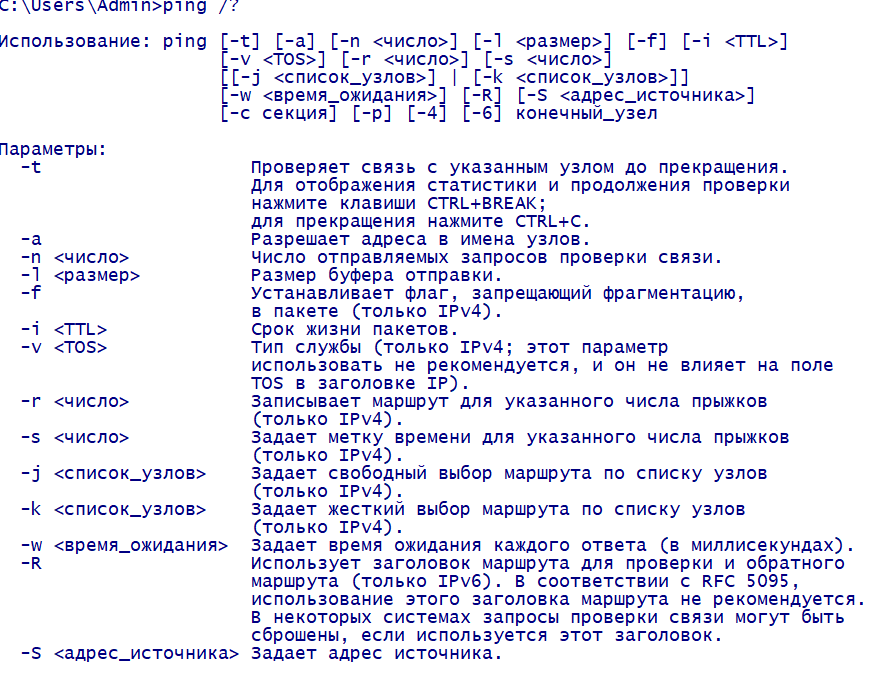 C:\Users\Admin>ping /?
Использование: ping [-t] [-a] [-n <число>] [-l <размер>] [-f] [-i <TTL>]
[-v <TOS>] [-r <число>] [-s <число>]
[[-j <список_узлов>] | [-k <список_узлов>]]
[-w <время_ожидания>] [-R] [-S <адрес_источника>]
[-c секция] [-p] [-4] [-6] конечный_узел
Параметры:
-t Проверяет связь с указанным узлом до прекращения.
Для отображения статистики и продолжения проверки
нажмите клавиши CTRL+BREAK;
для прекращения нажмите CTRL+C.
-a Разрешает адреса в имена узлов.
-n <число> Число отправляемых запросов проверки связи.
-l <размер> Размер буфера отправки.
-f Устанавливает флаг, запрещающий фрагментацию,
в пакете (только IPv4).
-i <TTL> Срок жизни пакетов.
-v <TOS> Тип службы (только IPv4; этот параметр
использовать не рекомендуется, и он не влияет на поле
TOS в заголовке IP).
-r <число> Записывает маршрут для указанного числа прыжков
(только IPv4).
-s <число> Задает метку времени для указанного числа прыжков
(только IPv4).
-j <список_узлов> Задает свободный выбор маршрута по списку узлов
(только IPv4).
-k <список_узлов> Задает жесткий выбор маршрута по списку узлов
(только IPv4).
-w <время_ожидания> Задает время ожидания каждого ответа (в миллисекундах).
-R Использует заголовок маршрута для проверки и обратного
маршрута (только IPv6). В соответствии с RFC 5095,
использование этого заголовка маршрута не рекомендуется.
В некоторых системах запросы проверки связи могут быть
сброшены, если используется этот заголовок.
-S <адрес_источника> Задает адрес источника.